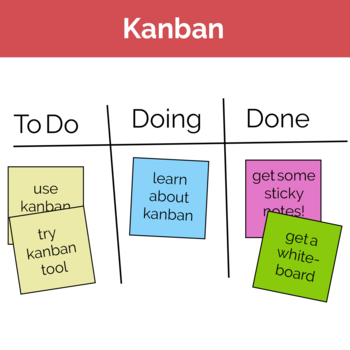 Kanban
To Do
Doing
Done
use
kanban
try
kanban
tool
learn
about
kanban
get some
sticky
notes!
get a
white-
board